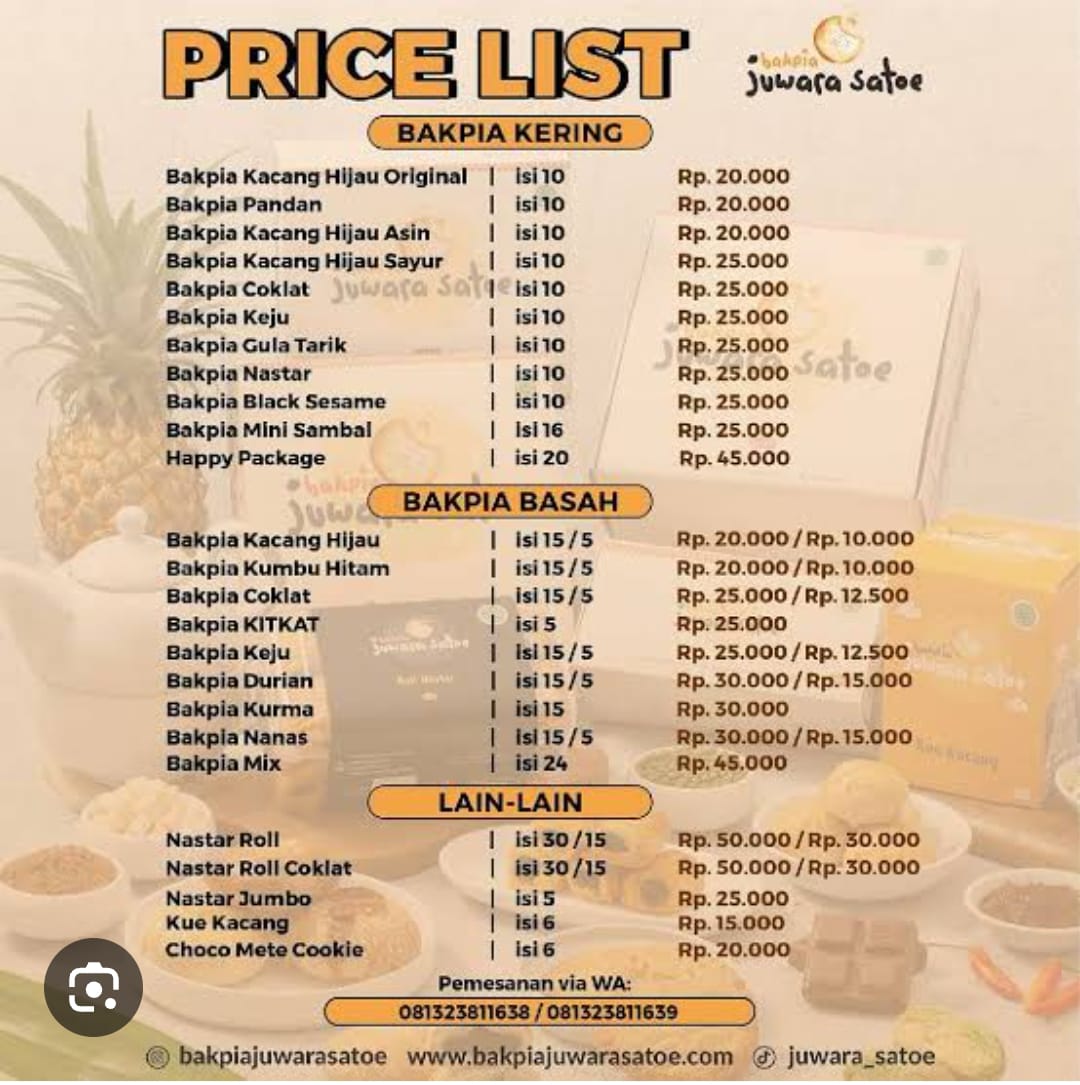 PRICE LIST
bakpia
juwara satoe
BAKPIA KERING
Bakpia Kacang Hijau Original | isi 10 Rp. 20.000
Bakpia Pandan | isi 10 Rp. 20.000
Bakpia Kacang Hijau Asin | isi 10 Rp. 20.000
Bakpia Kacang Hijau Sayur | isi 10 Rp. 25.000
Bakpia Coklat | isi 10 Rp. 25.000
Bakpia Keju | isi 10 Rp. 25.000
Bakpia Gula Tarik | isi 10 Rp. 25.000
Bakpia Nastar | isi 10 Rp. 25.000
Bakpia Black Sesame | isi 10 Rp. 25.000
Bakpia Mini Sambal | Isi 16 Rp. 25.000
Happy Package | isi 20 Rp. 45.000
juwara satoe
juwara satoe
bakpia
BAKPIA BASAH
Bakpia Kacang Hijau | isi 15 / 5 Rp. 20.000 / Rp. 10.000
Bakpia Kumbu Hitam | isi 15 / 5 Rp. 20.000 / Rp. 10.000
Bakpia Coklat | isi 15 / 5 Rp. 25.000 / Rp. 12.500
Bakpia KITKAT | isi 5 Rp. 25.000
Bakpia Keju | isi 15 / 5 Rp. 25.000 / Rp. 12.500
Bakpia Durian | isi 15 / 5 Rp. 30.000 / Rp. 15.000
Bakpia Kurma | isi 15 Rp. 30.000
Bakpia Nanas | isi 15 / 5 Rp. 30.000 / Rp. 15.000
Bakpia Mix | isi 24 Rp. 45.000
juwara satoe
LAIN-LAIN
Nastar Roll | isi 30 / 15 Rp. 50.000 / Rp. 30.000
Nastar Roll Coklat | isi 30 / 15 Rp. 50.000 / Rp. 30.000
Nastar Jumbo | isi 5 Rp. 25.000
Kue Kacang | isi 6 Rp. 15.000
Choco Mete Cookie | isi 6 Rp. 20.000
Pemesanan via WA:
081323811638 / 081323811639
bakpiajuwarasatoe www.bakpiajuwarasatoe.com juwara_satoe